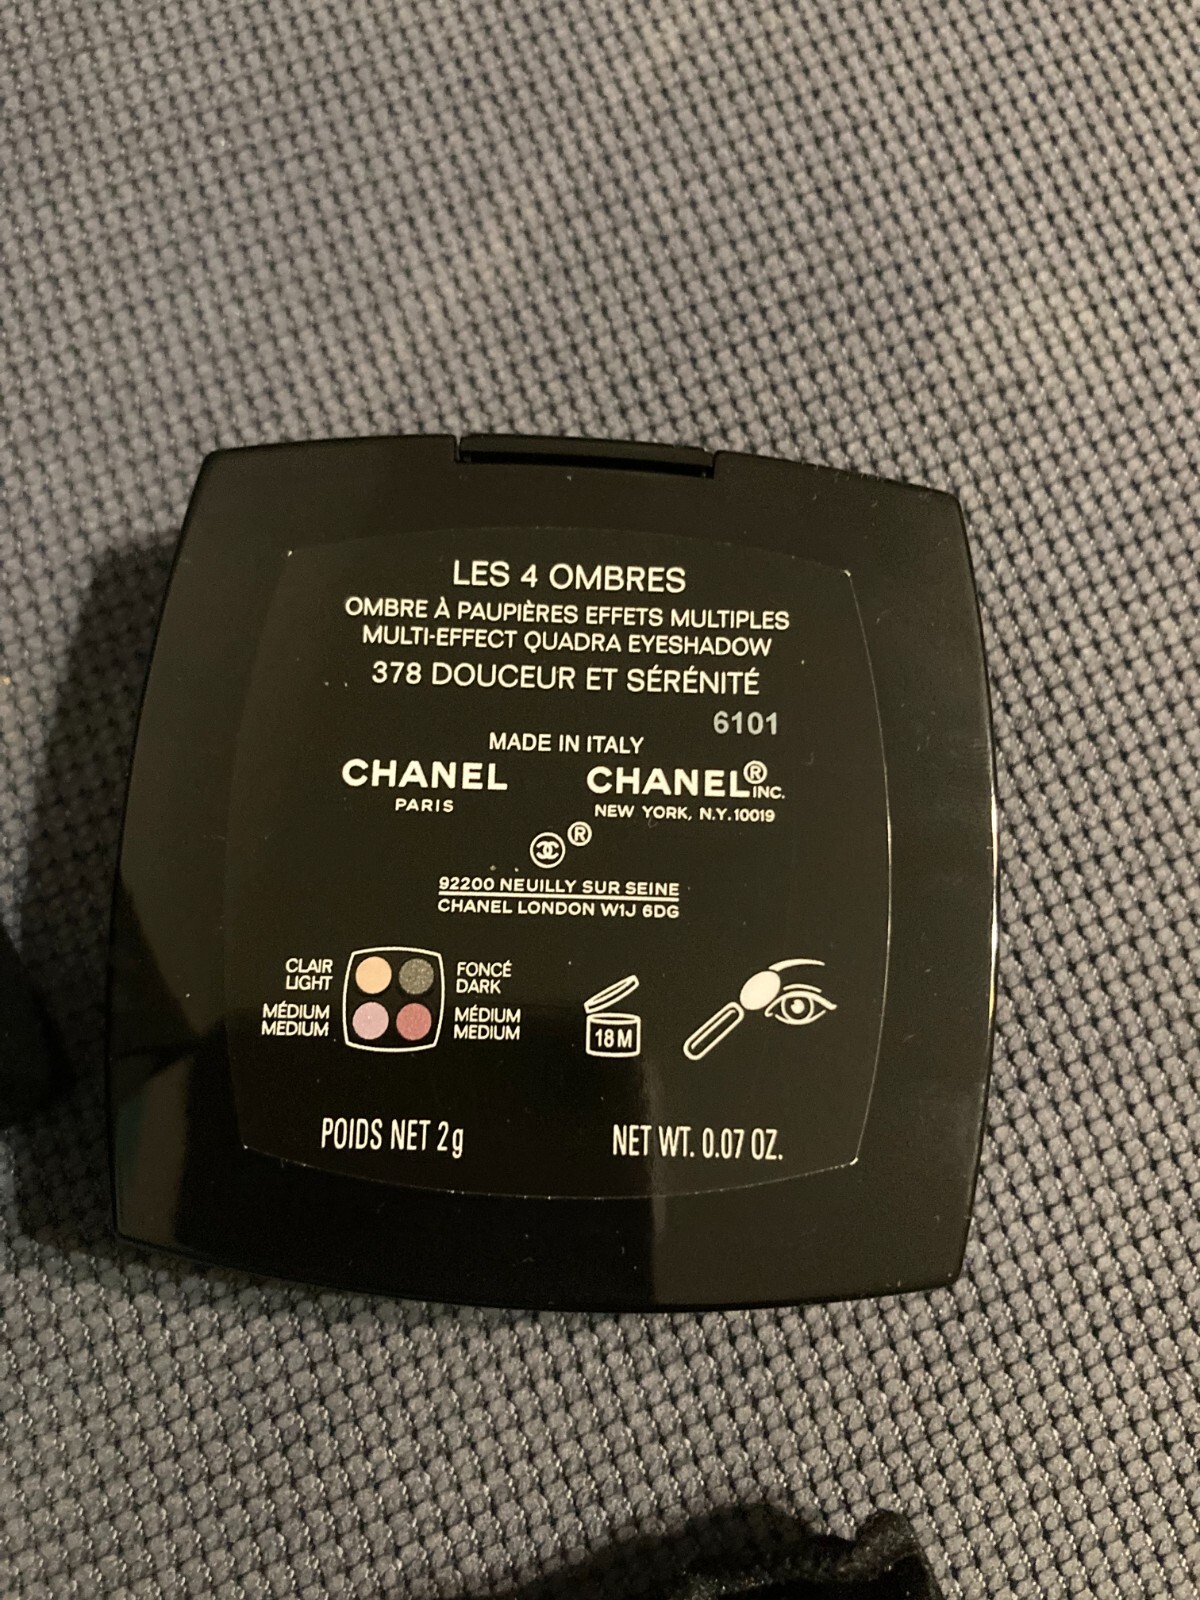 LES 4 OMBRES
OMBRE À PAUPIÈRES EFFETS MULTIPLES
MULTI-EFFECT QUADRA EYESHADOW
378 DOUCEUR ET SÉRÉNITÉ
6101
MADE IN ITALY
CHANEL
PARIS
CHANEL® INC.
NEW YORK, N.Y. 10019
®
92200 NEUILLY SUR SEINE
CHANEL LONDON W1J 6DG
CLAIR
LIGHT
FONCÉ
DARK
MÉDIUM
MEDIUM
MÉDIUM
MEDIUM
18 M
POIDS NET 2 g
NET WT. 0.07 OZ.